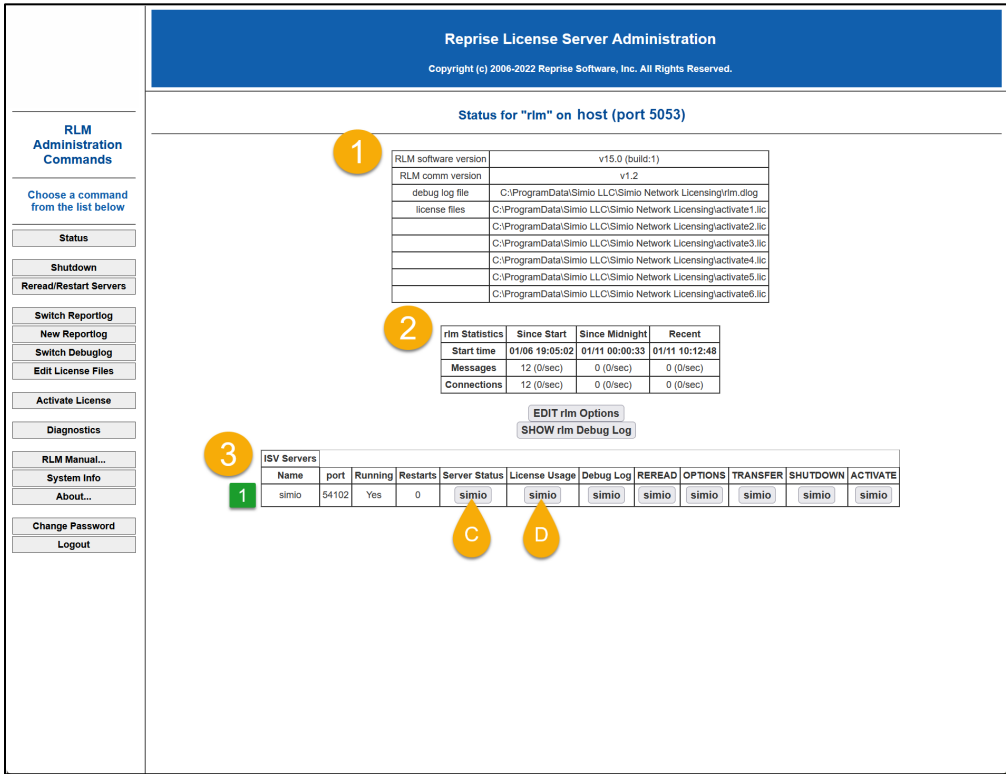 Reprise License Server Administration
Copyright (c) 2006-2022 Reprise Software, Inc. All Rights Reserved.
RLM
Administration
Commands
Choose a command
from the list below
Status
Shutdown
Reread/Restart Servers
Switch Reportlog
New Reportlog
Switch Debuglog
Edit License Files
Activate License
Diagnostics
RLM Manual...
System Info
About...
Change Password
Logout
Status for "rlm" on host (port 5053)
1
RLM software version v15.0 (build:1)
RLM comm version v1.2
debug log file C:\ProgramData\Simio LLC\Simio Network Licensing\rlm.dlog
license files C:\ProgramData\Simio LLC\Simio Network Licensing\activate1.lic
C:\ProgramData\Simio LLC\Simio Network Licensing\activate2.lic
C:\ProgramData\Simio LLC\Simio Network Licensing\activate3.lic
C:\ProgramData\Simio LLC\Simio Network Licensing\activate4.lic
C:\ProgramData\Simio LLC\Simio Network Licensing\activate5.lic
C:\ProgramData\Simio LLC\Simio Network Licensing\activate6.lic
2
rlm Statistics Since Start Since Midnight Recent
Start time 01/06 19:05:02 01/11 00:00:33 01/11 10:12:48
Messages 12 (0/sec) 0 (0/sec) 0 (0/sec)
Connections 12 (0/sec) 0 (0/sec) 0 (0/sec)
EDIT rlm Options
SHOW rlm Debug Log
3
ISV Servers
Name port Running Restarts Server Status License Usage Debug Log REREAD OPTIONS TRANSFER SHUTDOWN ACTIVATE
1 simio 54102 Yes 0 simio simio simio simio simio simio simio simio
C D